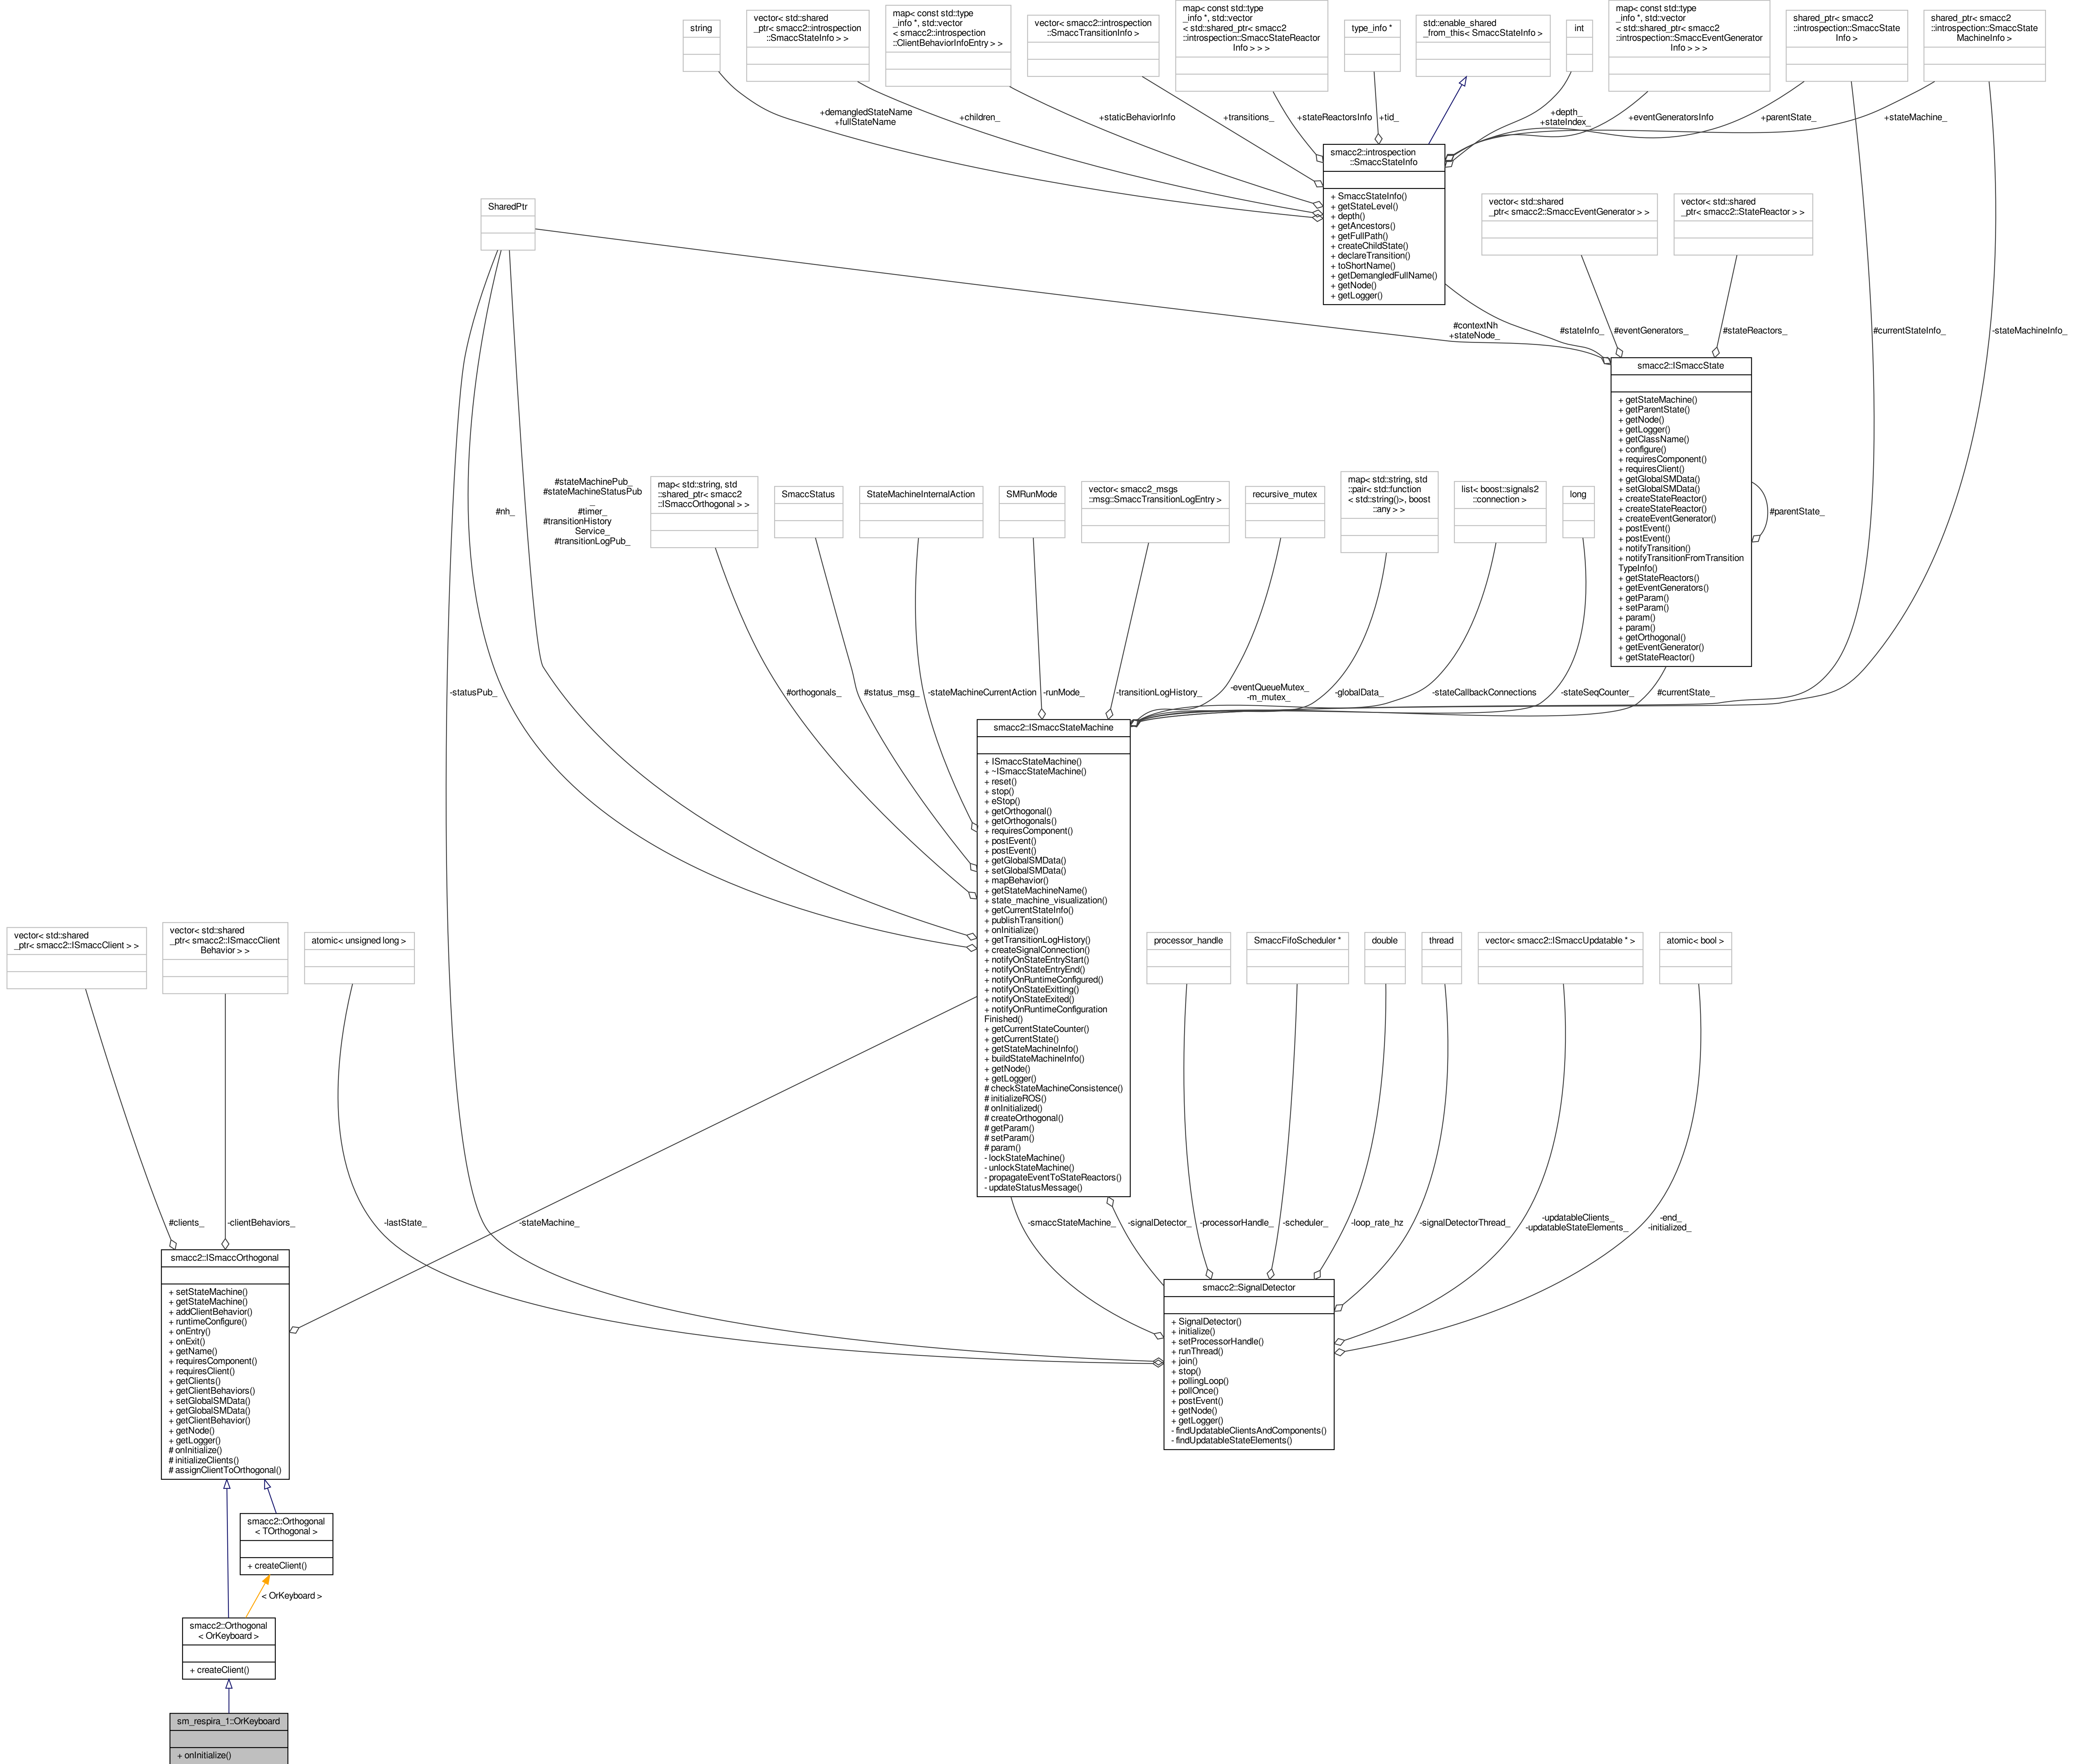 string
vector< std::shared
_ptr< smacc2::introspection
::SmaccStateInfo > >
map< const std::type
_info *, std::vector
< smacc2::introspection
::ClientBehaviorInfoEntry > >
vector< smacc2::introspection
::SmaccTransitionInfo >
map< const std::type
_info *, std::vector
< std::shared_ptr< smacc2
::introspection::SmaccStateReactor
Info > > >
type_info *
std::enable_shared
_from_this< SmaccStateInfo >
int
map< const std::type
_info *, std::vector
< std::shared_ptr< smacc2
::introspection::SmaccEventGenerator
Info > > >
shared_ptr< smacc2
::introspection::SmaccState
Info >
shared_ptr< smacc2
::introspection::SmaccState
MachineInfo >
+demangledStateName
+fullStateName
+children_
+staticBehaviorInfo
+transitions_
+stateReactorsInfo
+tid_
+depth_
+stateIndex_
+eventGeneratorsInfo
+parentState_
+stateMachine_
smacc2::introspection
::SmaccStateInfo
+ SmaccStateInfo()
+ getStateLevel()
+ depth()
+ getAncestors()
+ getFullPath()
+ createChildState()
+ declareTransition()
+ toShortName()
+ getDemangledFullName()
+ getNode()
+ getLogger()
SharedPtr
vector< std::shared
_ptr< smacc2::SmaccEventGenerator > >
vector< std::shared
_ptr< smacc2::StateReactor > >
#contextNh
+stateNode_
#stateInfo_
#eventGenerators_
#stateReactors_
#currentStateInfo_
-stateMachineInfo_
smacc2::ISmaccState
+ getStateMachine()
+ getParentState()
+ getNode()
+ getLogger()
+ getClassName()
+ configure()
+ requiresComponent()
+ requiresClient()
+ getGlobalSMData()
+ setGlobalSMData()
+ createStateReactor()
+ createStateReactor()
+ createEventGenerator()
+ postEvent()
+ postEvent()
+ notifyTransition()
+ notifyTransitionFromTransition
TypeInfo()
+ getStateReactors()
+ getEventGenerators()
+ getParam()
+ setParam()
+ param()
+ param()
+ getOrthogonal()
+ getEventGenerator()
+ getStateReactor()
#parentState_
#nh_
#stateMachinePub_
#stateMachineStatusPub
_
#timer_
#transitionHistory
Service_
#transitionLogPub_
map< std::string, std
::shared_ptr< smacc2
::ISmaccOrthogonal > >
SmaccStatus
StateMachineInternalAction
SMRunMode
vector< smacc2_msgs
::msg::SmaccTransitionLogEntry >
recursive_mutex
map< std::string, std
::pair< std::function
< std::string()>, boost
::any > >
list< boost::signals2
::connection >
long
-statusPub_
#orthogonals_
#status_msg_
-stateMachineCurrentAction
-runMode_
-transitionLogHistory_
-eventQueueMutex_
-m_mutex_
-globalData_
-stateCallbackConnections
-stateSeqCounter_
#currentState_
smacc2::ISmaccStateMachine
+ ISmaccStateMachine()
+ ~ISmaccStateMachine()
+ reset()
+ stop()
+ eStop()
+ getOrthogonal()
+ getOrthogonals()
+ requiresComponent()
+ postEvent()
+ postEvent()
+ getGlobalSMData()
+ setGlobalSMData()
+ mapBehavior()
+ getStateMachineName()
+ state_machine_visualization()
+ getCurrentStateInfo()
+ publishTransition()
+ onInitialize()
+ getTransitionLogHistory()
+ createSignalConnection()
+ notifyOnStateEntryStart()
+ notifyOnStateEntryEnd()
+ notifyOnRuntimeConfigured()
+ notifyOnStateExitting()
+ notifyOnStateExited()
+ notifyOnRuntimeConfiguration
Finished()
+ getCurrentStateCounter()
+ getCurrentState()
+ getStateMachineInfo()
+ buildStateMachineInfo()
+ getNode()
+ getLogger()
# checkStateMachineConsistence()
# initializeROS()
# onInitialized()
# createOrthogonal()
# getParam()
# setParam()
# param()
- lockStateMachine()
- unlockStateMachine()
- propagateEventToStateReactors()
- updateStatusMessage()
vector< std::shared
_ptr< smacc2::ISmaccClient > >
vector< std::shared
_ptr< smacc2::ISmaccClient
Behavior > >
atomic< unsigned long >
processor_handle
SmaccFifoScheduler *
double
thread
vector< smacc2::ISmaccUpdatable * >
atomic< bool >
#clients_
-clientBehaviors_
-lastState_
-stateMachine_
-smaccStateMachine_
-signalDetector_
-processorHandle_
-scheduler_
-loop_rate_hz
-signalDetectorThread_
-updatableClients_
-updatableStateElements_
-end_
-initialized_
smacc2::ISmaccOrthogonal
+ setStateMachine()
+ getStateMachine()
+ addClientBehavior()
+ runtimeConfigure()
+ onEntry()
+ onExit()
+ getName()
+ requiresComponent()
+ requiresClient()
+ getClients()
+ getClientBehaviors()
+ setGlobalSMData()
+ getGlobalSMData()
+ getClientBehavior()
+ getNode()
+ getLogger()
# onInitialize()
# initializeClients()
# assignClientToOrthogonal()
smacc2::SignalDetector
+ SignalDetector()
+ initialize()
+ setProcessorHandle()
+ runThread()
+ join()
+ stop()
+ pollingLoop()
+ pollOnce()
+ postEvent()
+ getNode()
+ getLogger()
- findUpdatableClientsAndComponents()
- findUpdatableStateElements()
smacc2::Orthogonal
< TOrthogonal >
+ createClient()
< OrKeyboard >
smacc2::Orthogonal
< OrKeyboard >
+ createClient()
sm_respira_1::OrKeyboard
+ onInitialize()